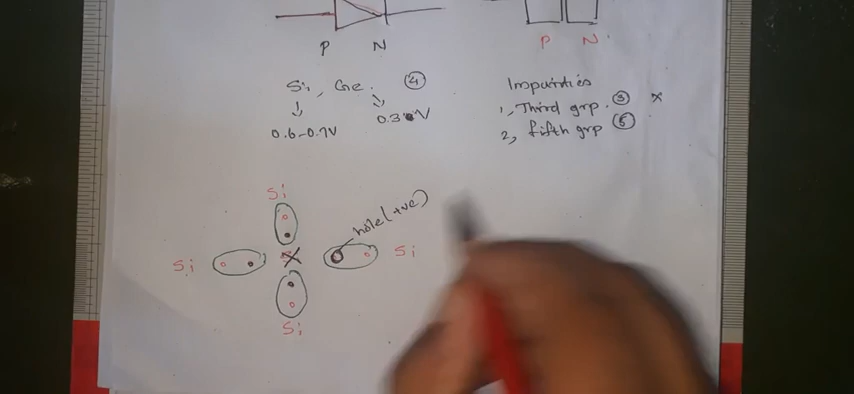 P N
P N
Si, Ge. 4
0.6-0.7V
0.3 V
Impurities
1, Third grp. 3 x
2, fifth grp 5
Si
hole (+ve)
Si X Si
Si